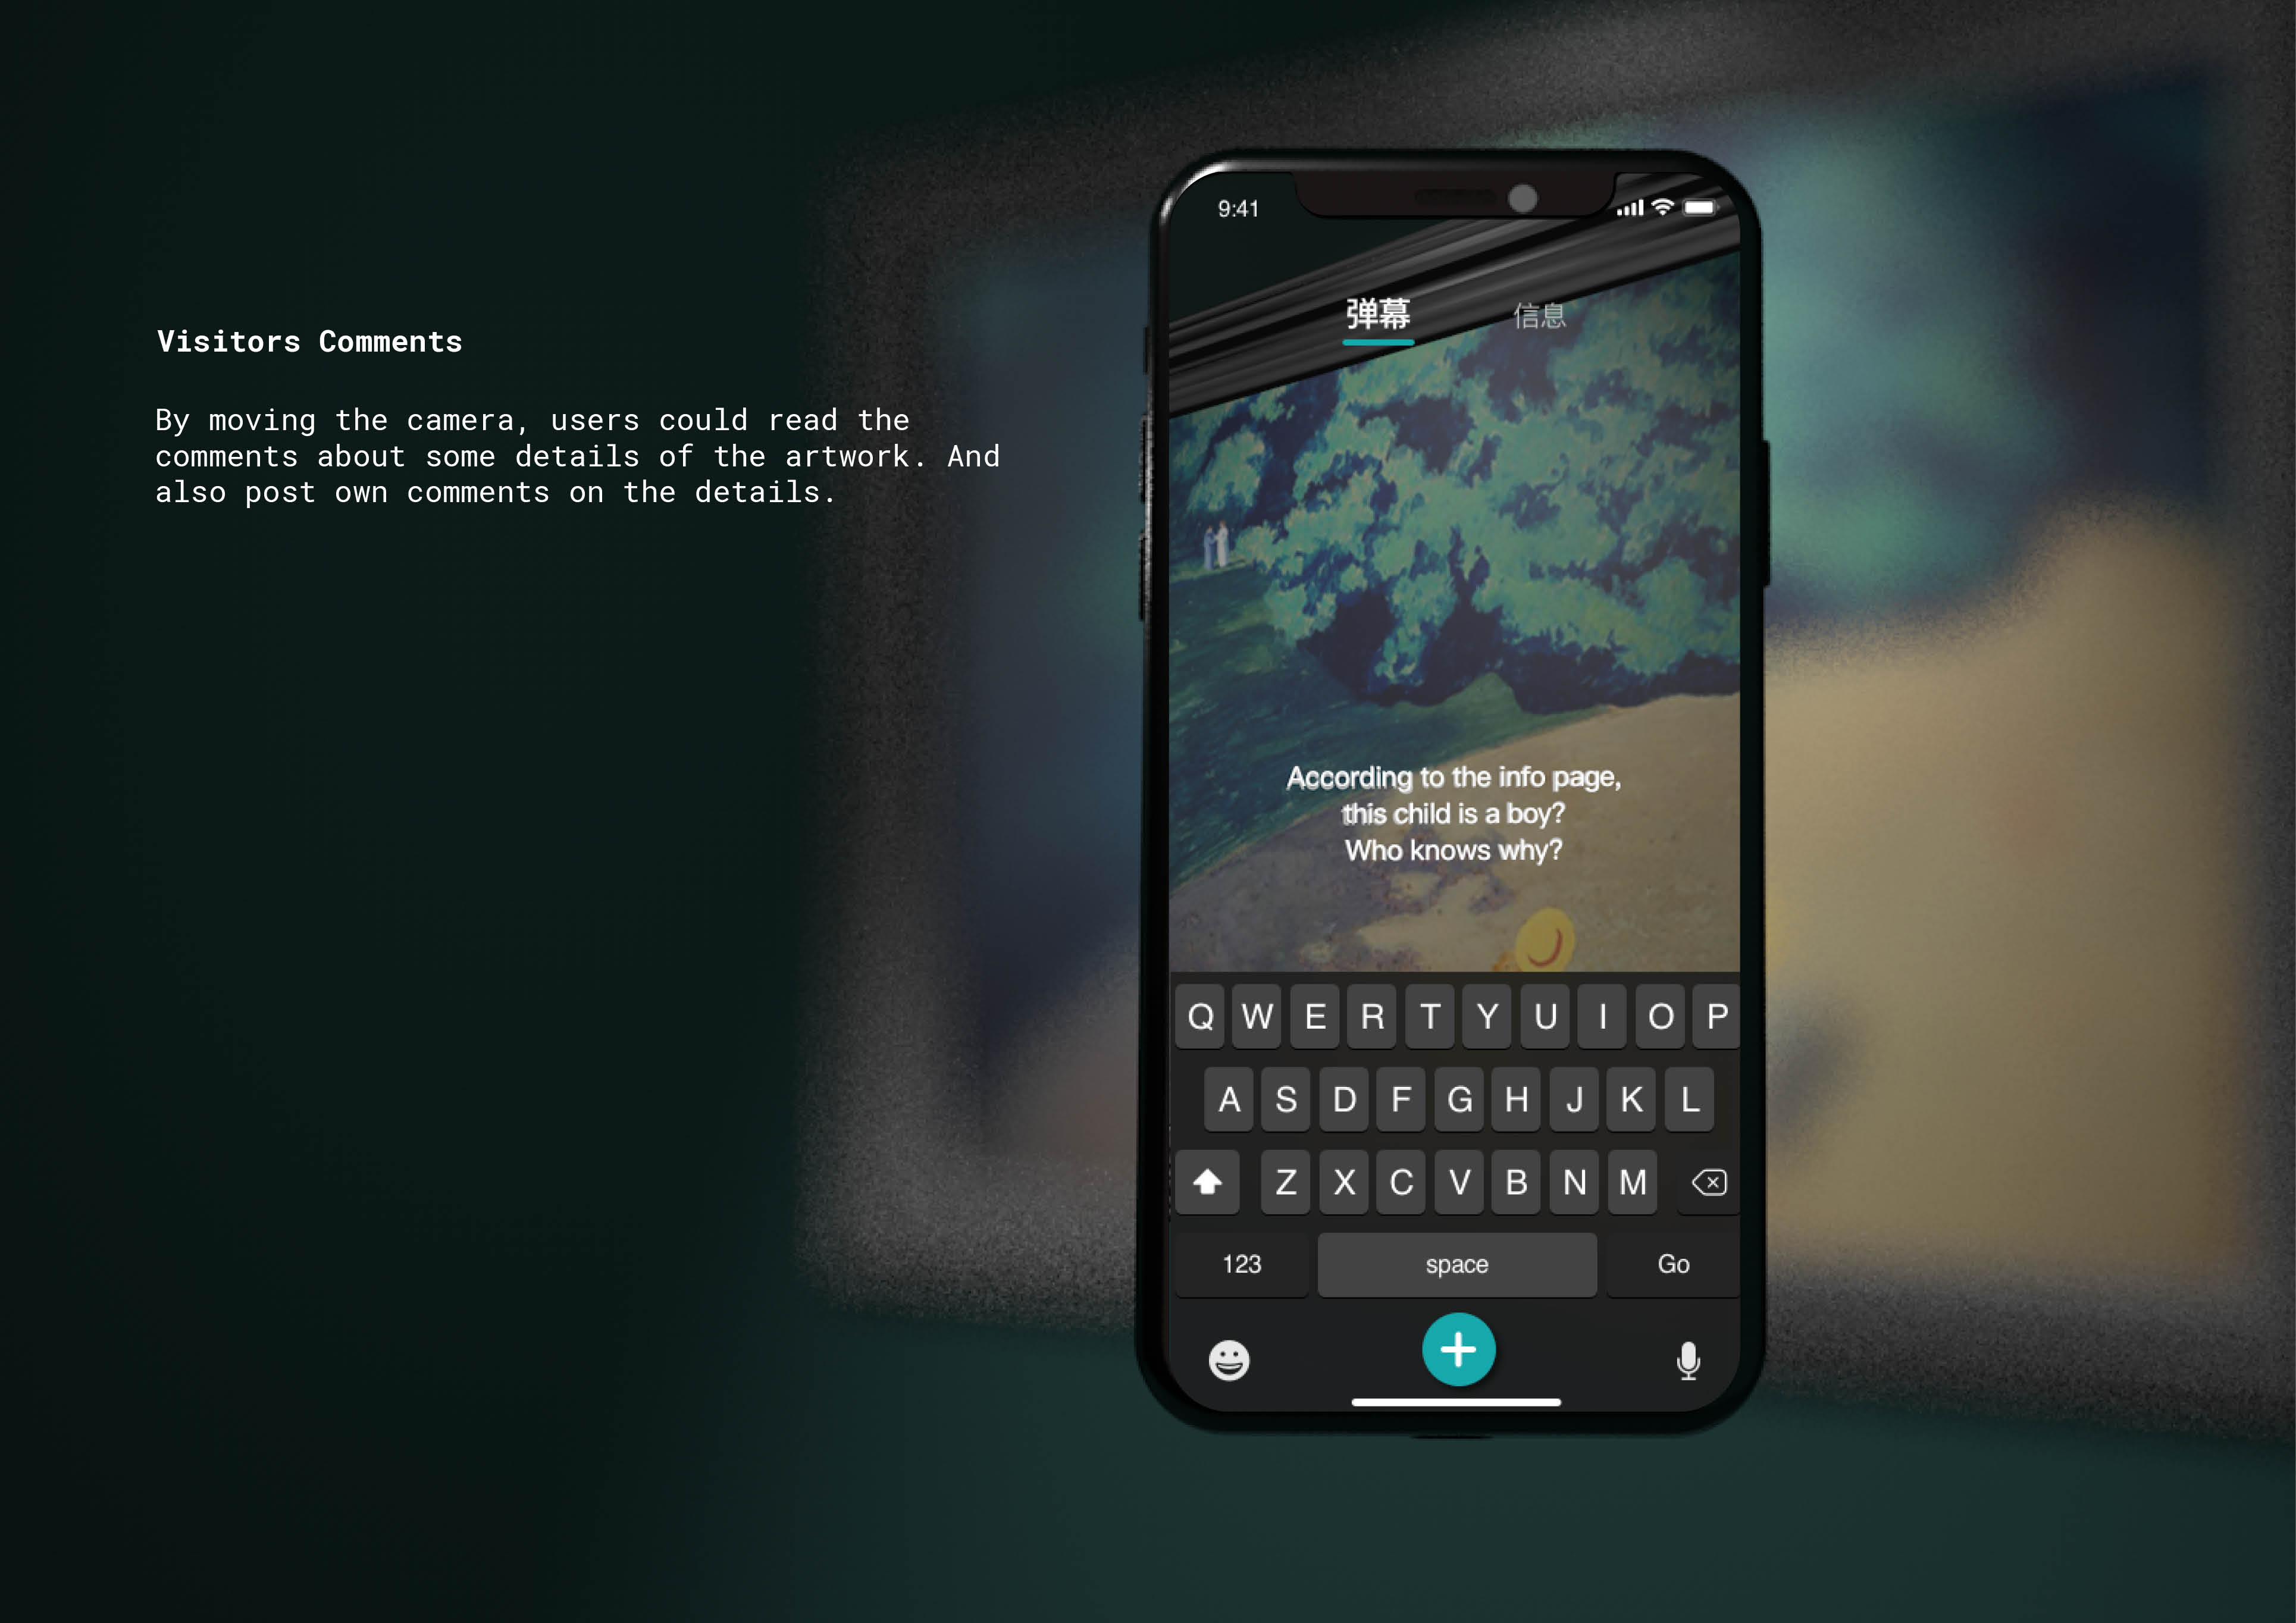 Visitors Comments
By moving the camera, users could read the
comments about some details of the artwork. And
also post own comments on the details.
9:41
弹幕 信息
According to the info page,
this child is a boy?
Who knows why?
Q W E R T Y U I O P
A S D F G H J K L
Z X C V B N M
123 space Go